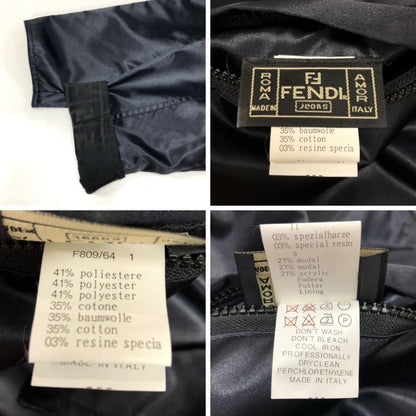 ROMA
MADE IN
FENDI
jeans
AMOR
ITALY
35% baumwolle
35% cotton
03% resine specia
F809/64 1
41% poliestere
41% polyester
41% polyester
35% cotone
35% baumwolle
35% cotton
03% resine specia
MADE IN ITALY
03% spezialharze
03% special resin
s
21% modal
21% modal
21% acrylic
Fodera
Futter
Lining
DON'T WASH
DON'T BLEACH
COOL IRON
PROFESSIONALLY
DRYCLEAN
PERCHLORETHYLENE
MADE IN ITALY